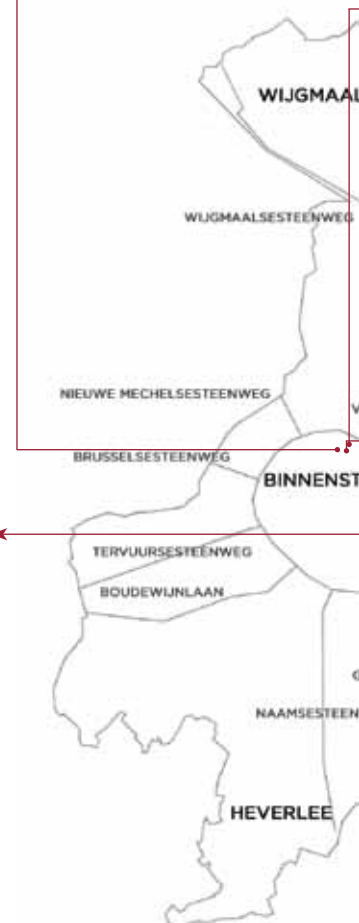 WIJGMAAL
WIJGMAALSESTEENWEG
NIEUWE MECHELSESTEENWEG
V
BRUSSELSESTEENWEG
BINNENST
TERVUURSESTEENWEG
BOUDEWIJNLAAN
NAAMSESTEEN
HEVERLEE